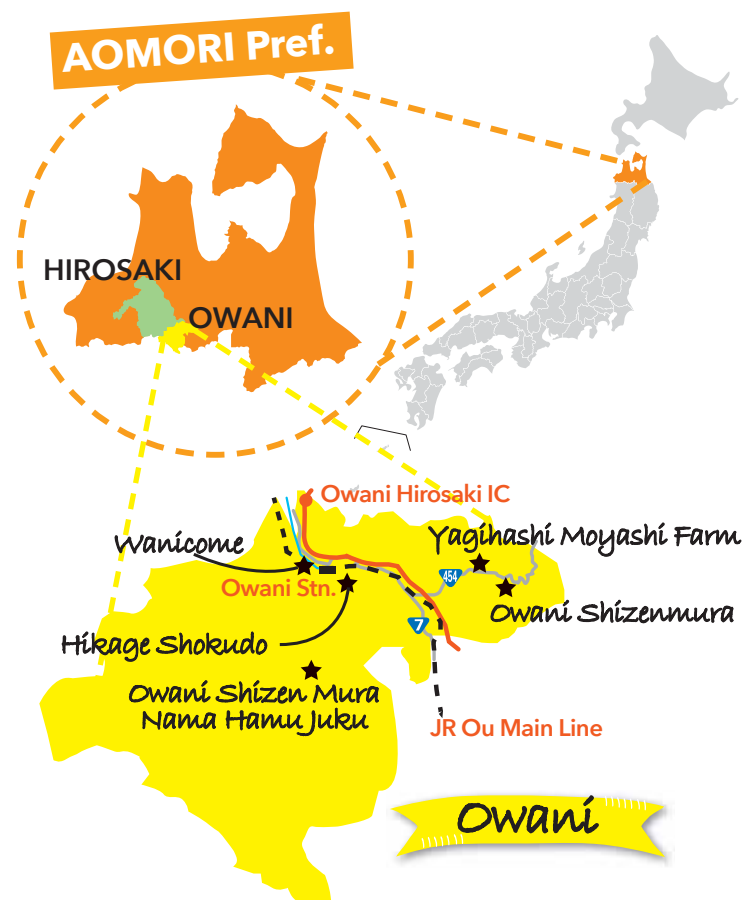 AOMORI Pref.
HIROSAKI
OWANI
Owani Hirosaki IC
Wanicome
Yagihashi Moyashi Farm
Owani Stn.
454
Owani Shizenmura
7
Hikage Shokudo
Owani Shizen Mura
Nama Hamu Juku
JR Ou Main Line
Owani